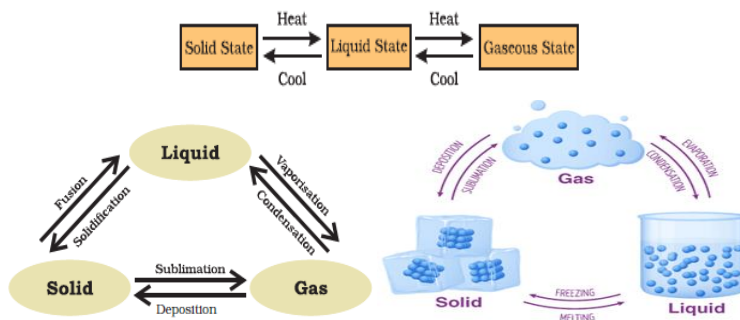 Heat Heat
Solid State Liquid State Gaseous State
Cool Cool
Liquid
Fusion
Solidification
Vaporisation
Condensation
Sublimation
Solid Gas
Deposition
DEPOSITION
SUBLIMATION
EVAPORATION
CONDENSATION
Gas
Solid
FREEZING
MELTING
Liquid